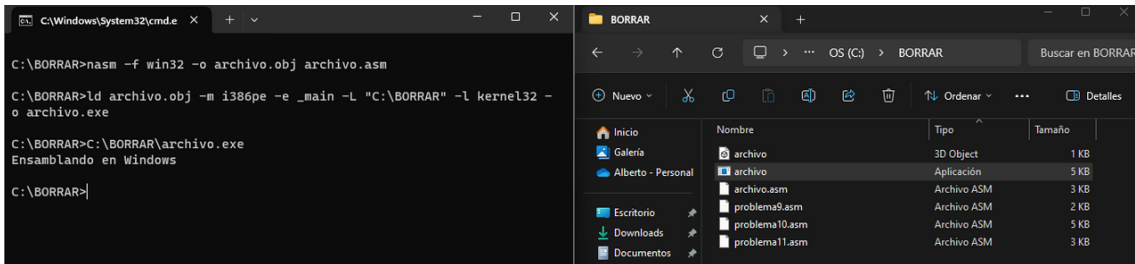 C:\Windows\System32\cmd.e
C:\BORRAR>nasm -f win32 -o archivo.obj archivo.asm
C:\BORRAR>ld archivo.obj -m i386pe -e _main -L "C:\BORRAR" -l kernel32 -
o archivo.exe
C:\BORRAR>C:\BORRAR\archivo.exe
Ensamblando en Windows
C:\BORRAR>
BORRAR
OS (C:) > BORRAR
Buscar en BORRAR
Nuevo
Ordenar
Detalles
Inicio
Galería
Alberto - Personal
Escritorio
Downloads
Documentos
Nombre Tipo Tamaño
archivo 3D Object 1 KB
archivo Aplicación 5 KB
archivo.asm Archivo ASM 3 KB
problema9.asm Archivo ASM 2 KB
problema10.asm Archivo ASM 5 KB
problema11.asm Archivo ASM 3 KB